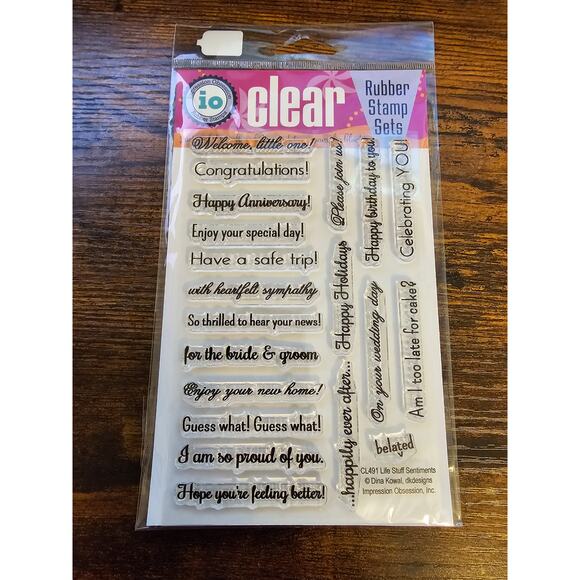 io
clear
Rubber
Stamp
Sets
Welcome, little one!
Congratulations!
Happy Anniversary!
Enjoy your special day!
Have a safe trip!
with heartfelt sympathy
So thrilled to hear your news!
for the bride & groom
Enjoy your new home!
Guess what! Guess what!
I am so proud of you.
Hope you're feeling better!
Please join us!
Happy Holidays
...happily ever after...
Happy birthday to you!
On your wedding day
Celebrating YOU!
Am I too late for cake?
belated
CL491 Life Stuff Sentiments
© Dina Kowal, dkdesigns
Impression Obsession, Inc.